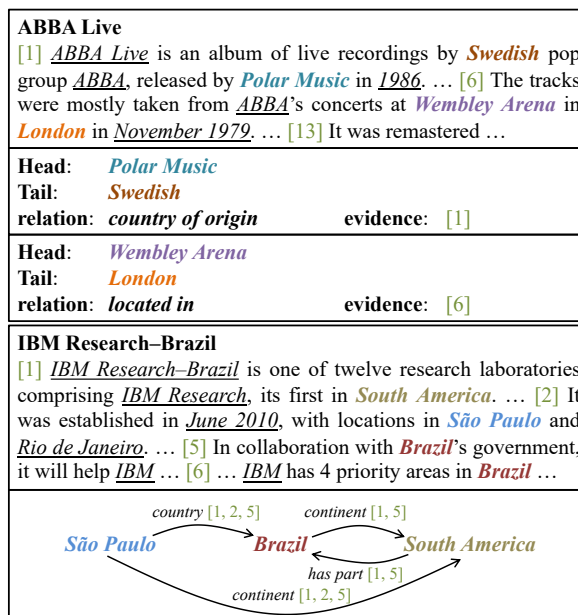 ABBA Live
[1] ABBA Live is an album of live recordings by Swedish pop
group ABBA, released by Polar Music in 1986. … [6] The tracks
were mostly taken from ABBA’s concerts at Wembley Arena in
London in November 1979. … [13] It was remastered …
Head: Polar Music
Tail: Swedish
relation: country of origin evidence: [1]
Head: Wembley Arena
Tail: London
relation: located in evidence: [6]
IBM Research–Brazil
[1] IBM Research–Brazil is one of twelve research laboratories
comprising IBM Research, its first in South America. … [2] It
was established in June 2010, with locations in São Paulo and
Rio de Janeiro. … [5] In collaboration with Brazil’s government,
it will help IBM … [6] … IBM has 4 priority areas in Brazil …
country [1, 2, 5] continent [1, 5]
São Paulo Brazil South America
has part [1, 5]
continent [1, 2, 5]